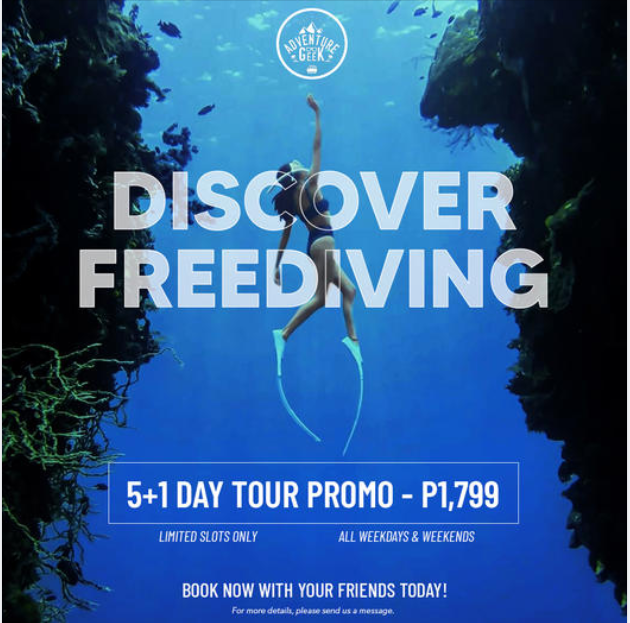 ADVENTURE
GEEK
DISCOVER
FREEDIVING
5+1 DAY TOUR PROMO - P1,799
LIMITED SLOTS ONLY ALL WEEKDAYS & WEEKENDS
BOOK NOW WITH YOUR FRIENDS TODAY!
For more details, please send us a message.